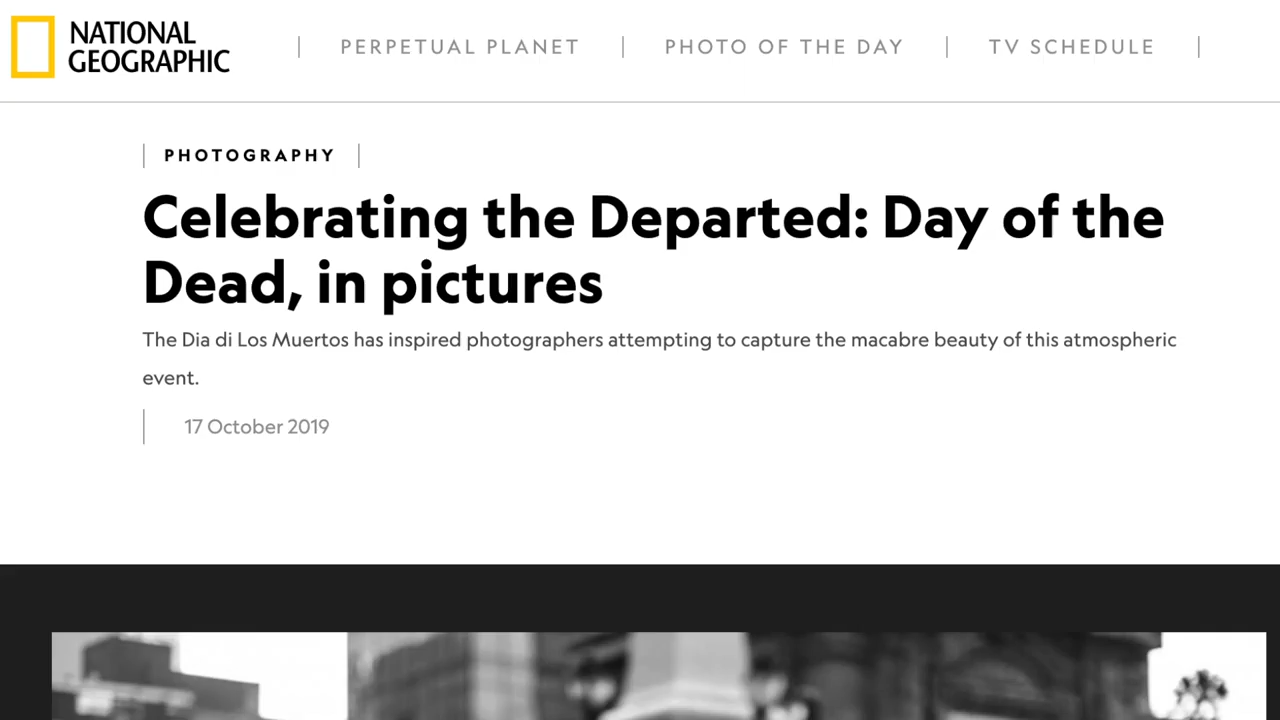 NATIONAL
GEOGRAPHIC
PERPETUAL PLANET
PHOTO OF THE DAY
TV SCHEDULE
PHOTOGRAPHY
Celebrating the Departed: Day of the
Dead, in pictures
The Dia di Los Muertos has inspired photographers attempting to capture the macabre beauty of this atmospheric
event.
17 October 2019